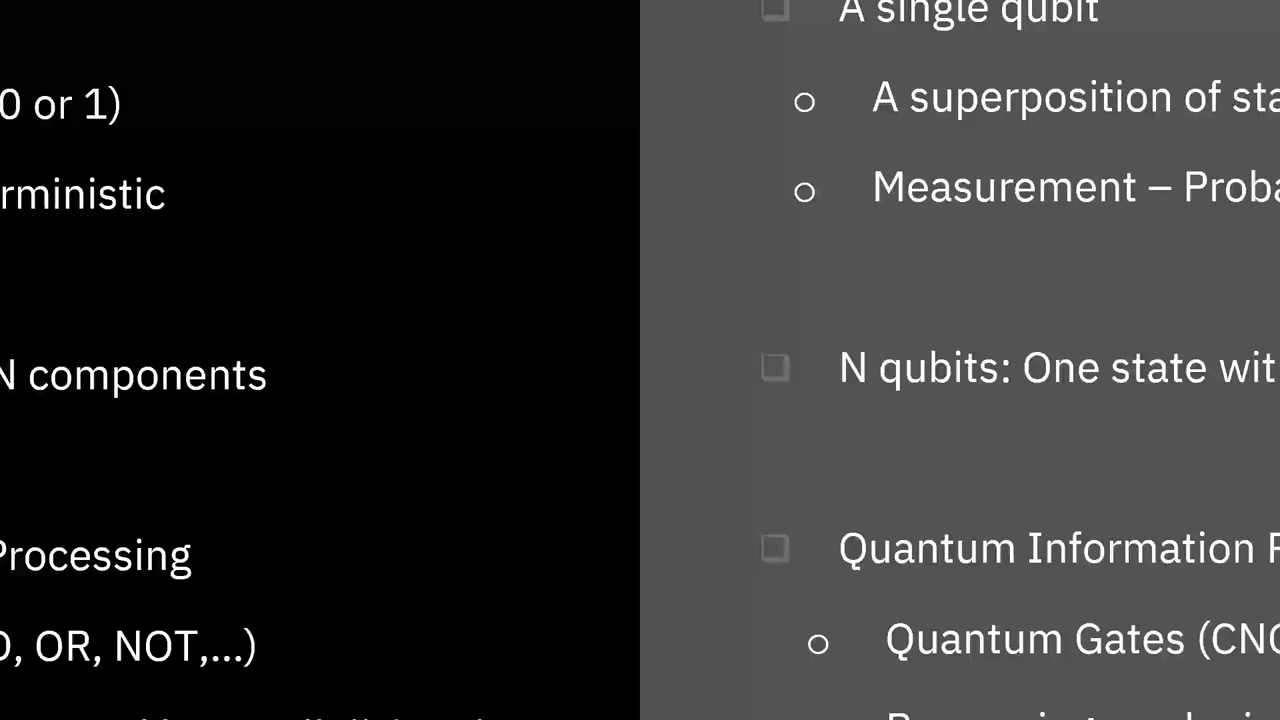 0 or 1)
rministic
N components
Processing
, OR, NOT,...)
A single qubit
A superposition of sta
Measurement – Proba
N qubits: One state wit
Quantum Information P
Quantum Gates (CNO